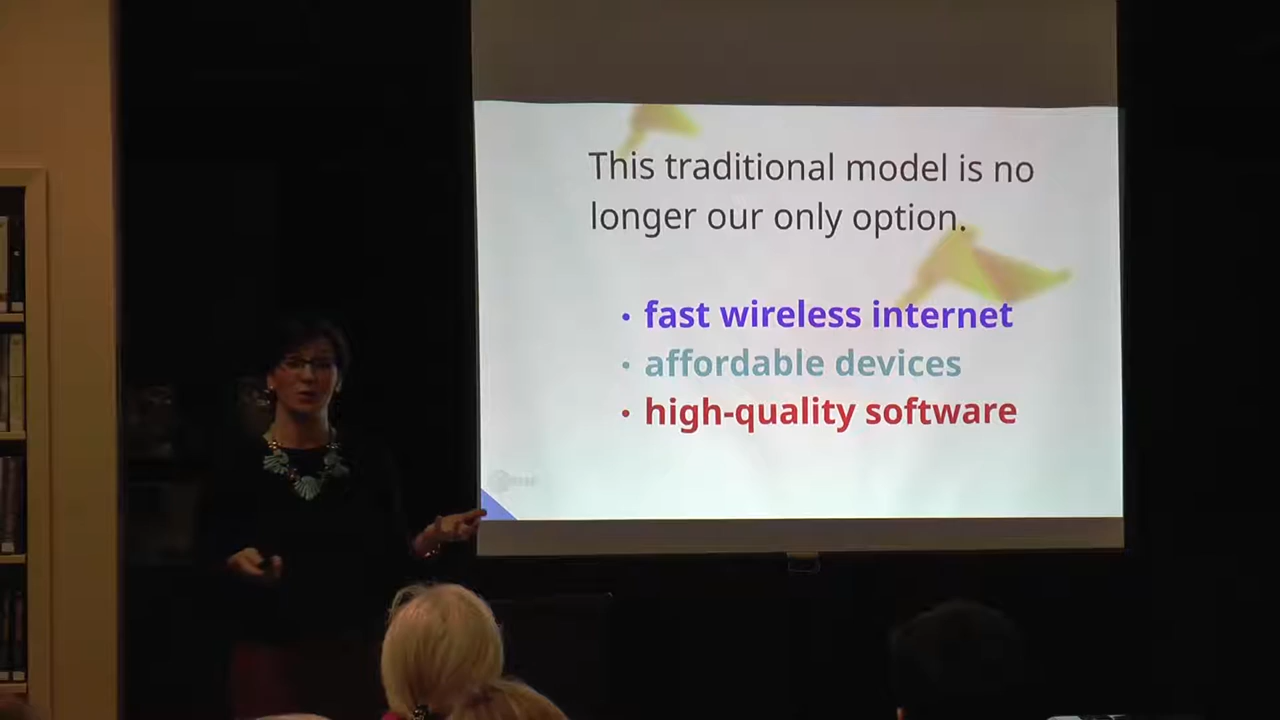 This traditional model is no
longer our only option.
• fast wireless internet
• affordable devices
• high-quality software